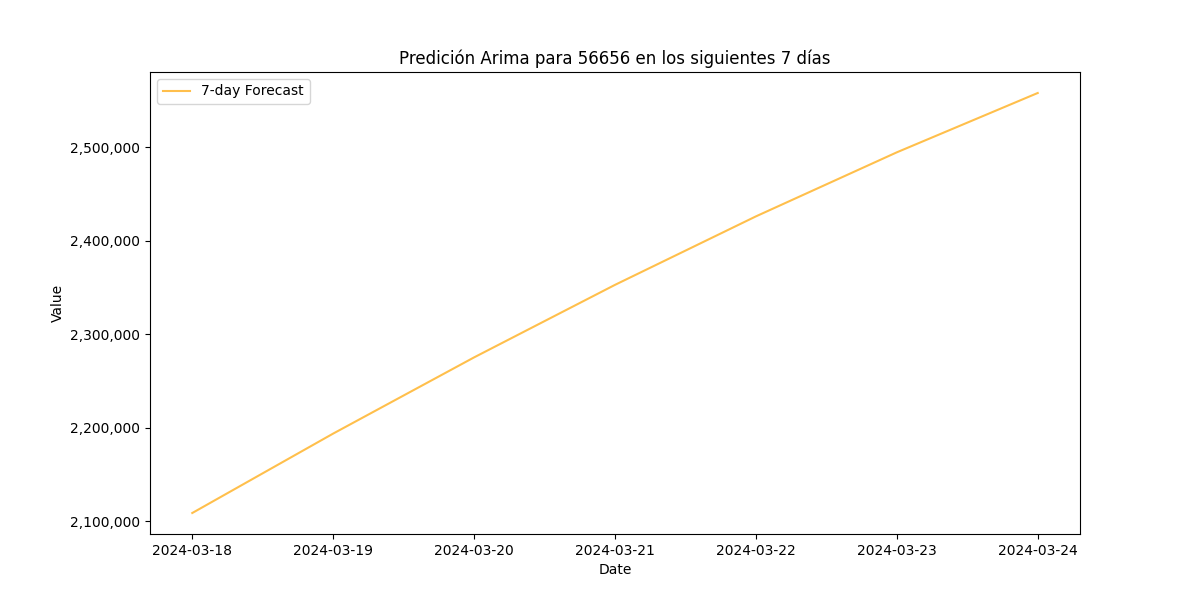 Predición Arima para 56656 en los siguientes 7 días
7-day Forecast
Value
2,500,000
2,400,000
2,300,000
2,200,000
2,100,000
2024-03-18 2024-03-19 2024-03-20 2024-03-21 2024-03-22 2024-03-23 2024-03-24
Date